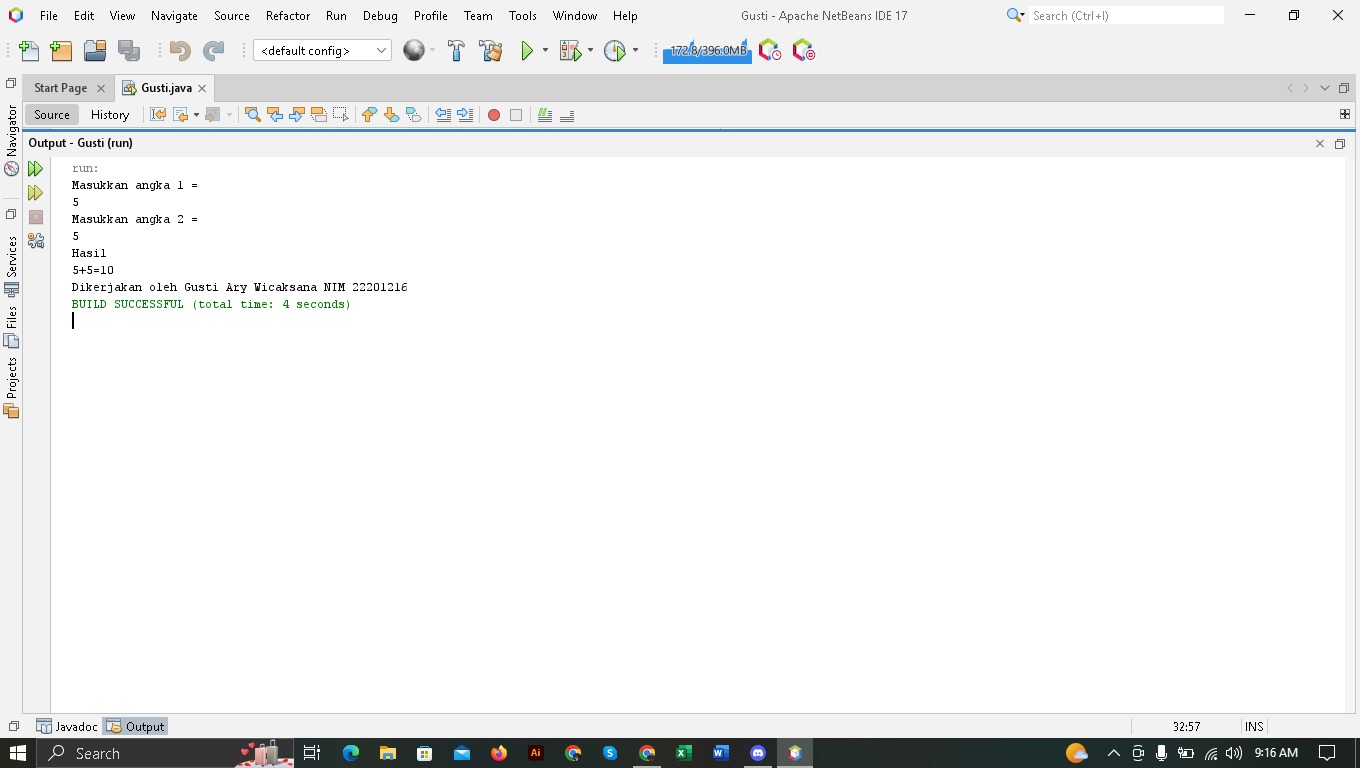 File Edit View Navigate Source Refactor Run Debug Profile Team Tools Window Help
Gusti - Apache NetBeans IDE 17
Search (Ctrl+I)
<default config>
172.8/396.0MB
Start Page
Gusti.java
Source History
Navigator
Services
Files
Projects
Output - Gusti (run)
run:
Masukkan angka 1 =
5
Masukkan angka 2 =
5
Hasil
5+5=10
Dikerjakan oleh Gusti Ary Wicaksana NIM 22201216
BUILD SUCCESSFUL (total time: 4 seconds)
Javadoc Output
32:57 INS
Search
Ai
9:16 AM